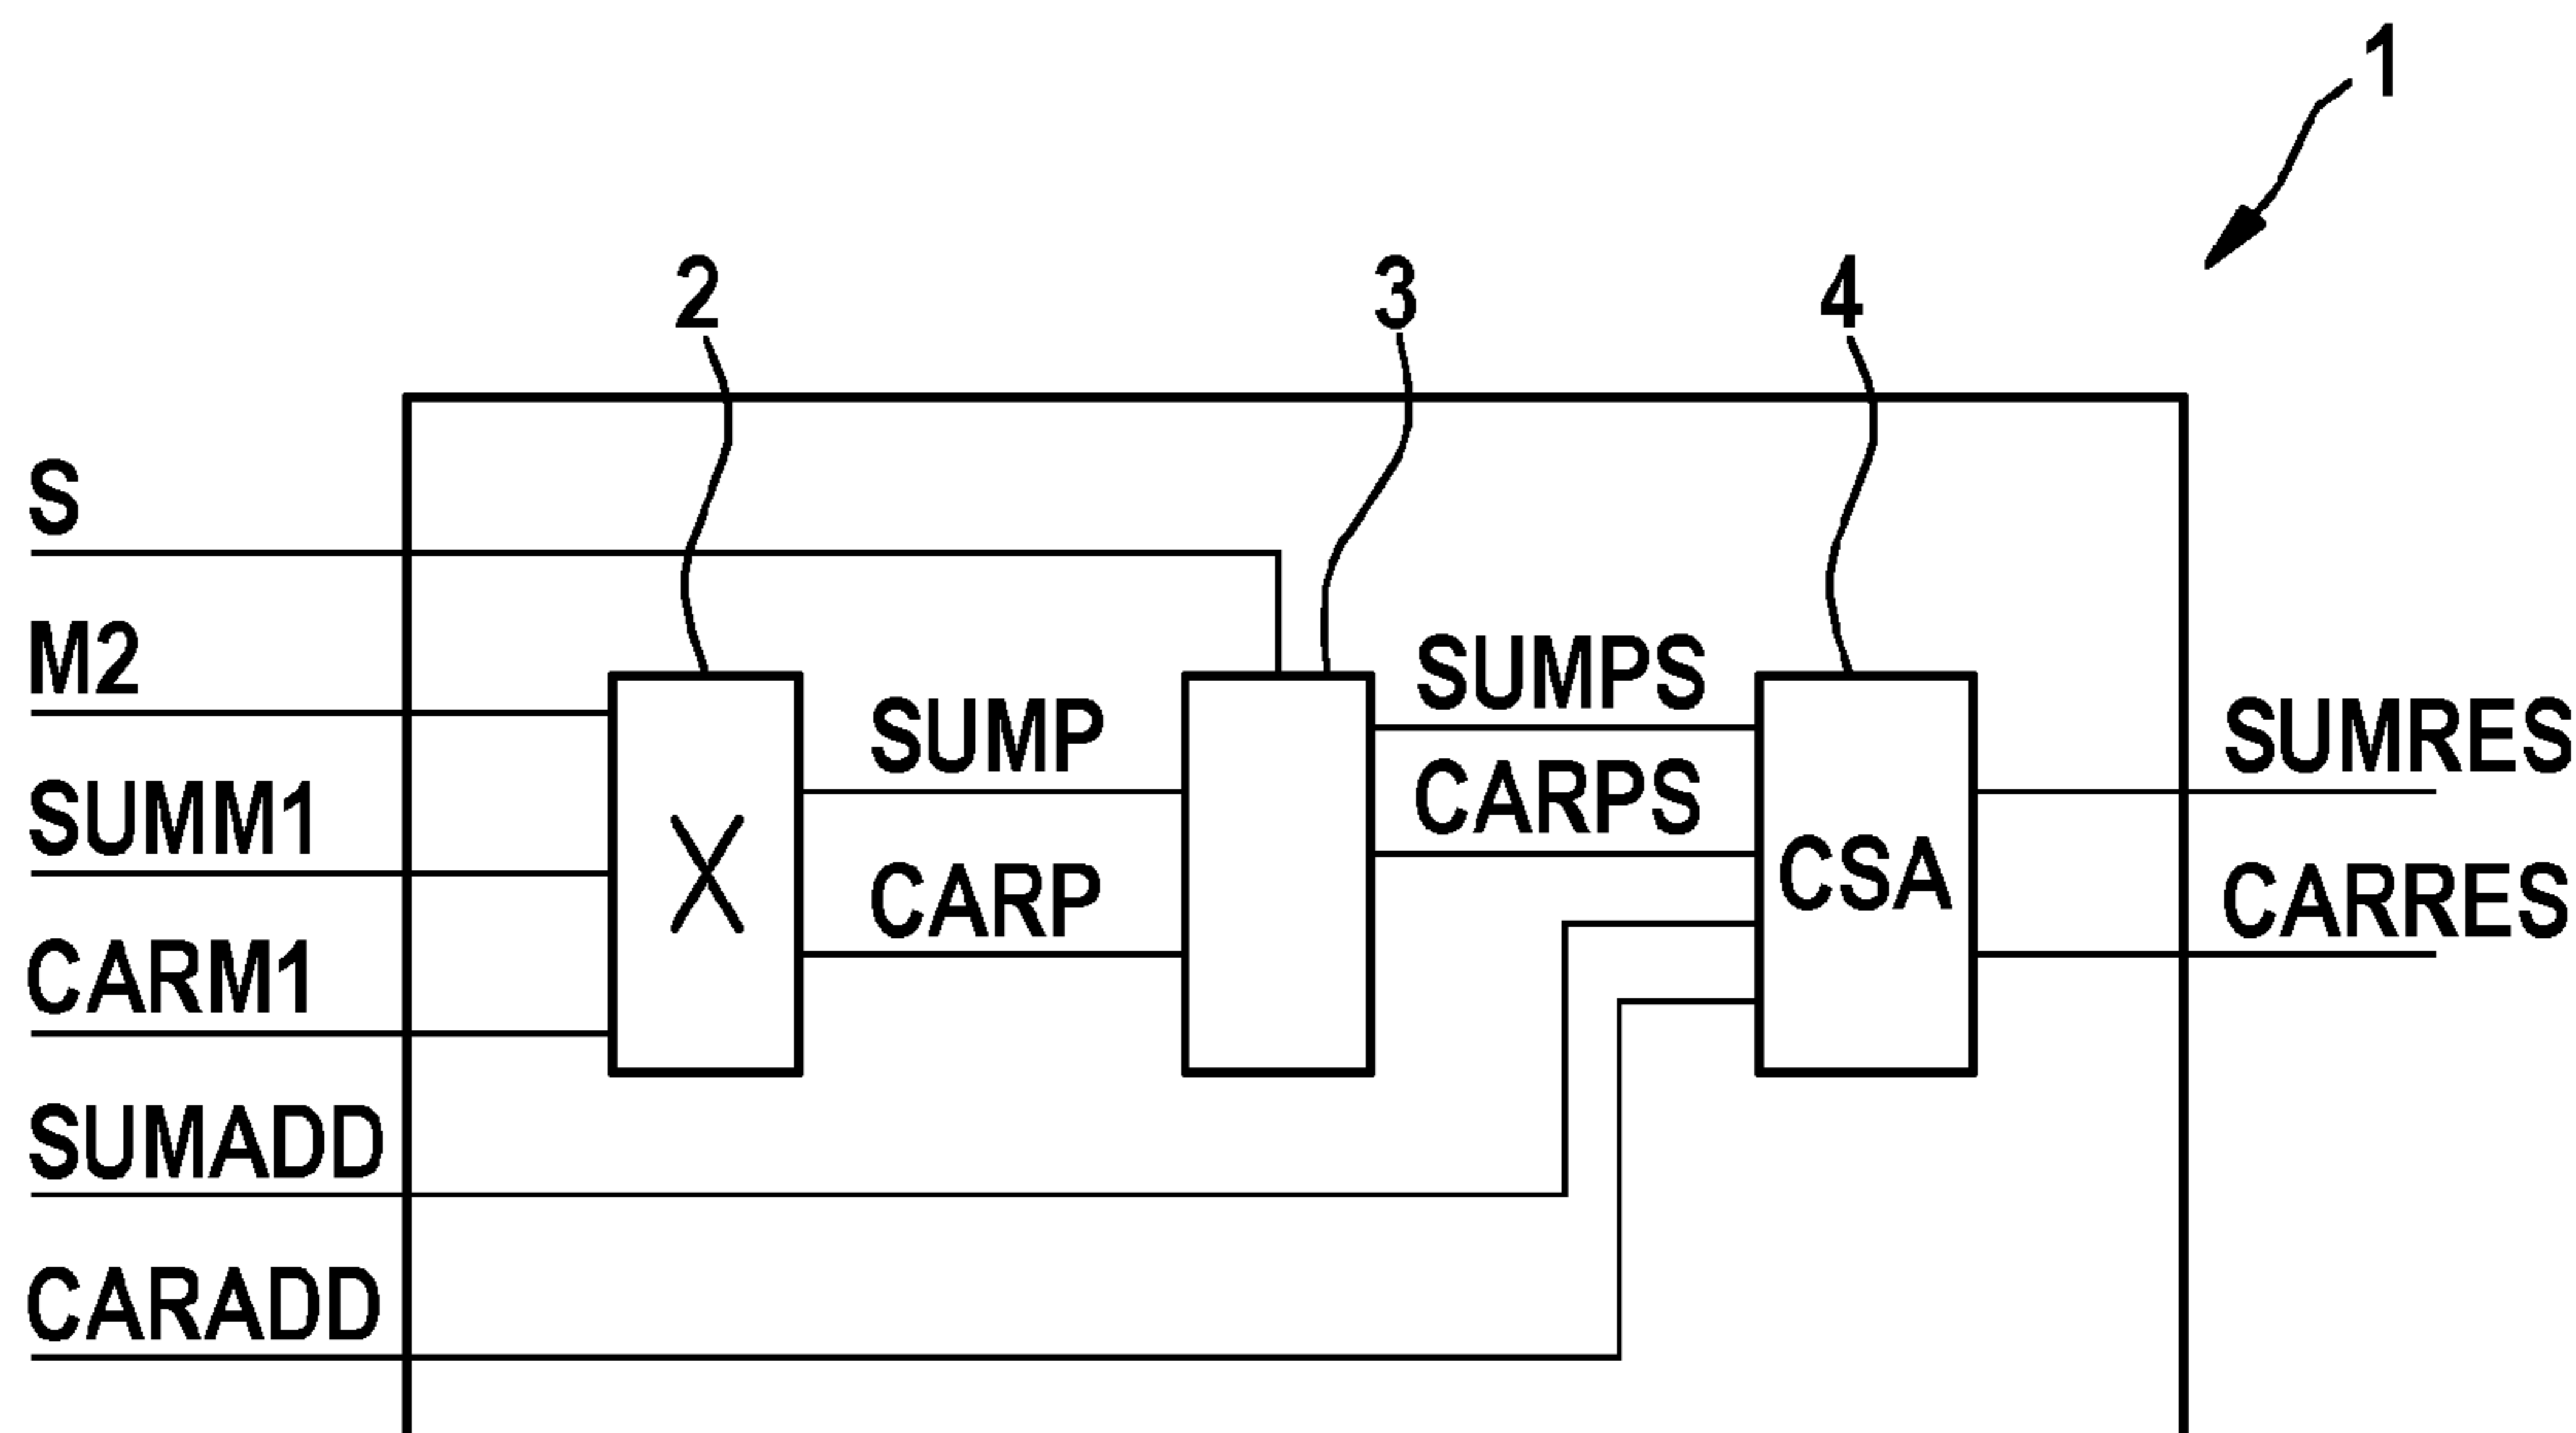 1
2
3
4
S
M2
SUMM1
CARM1
SUMADD
CARADD
X
SUMP
CARP
SUMPS
CARPS
CSA
SUMRES
CARRES